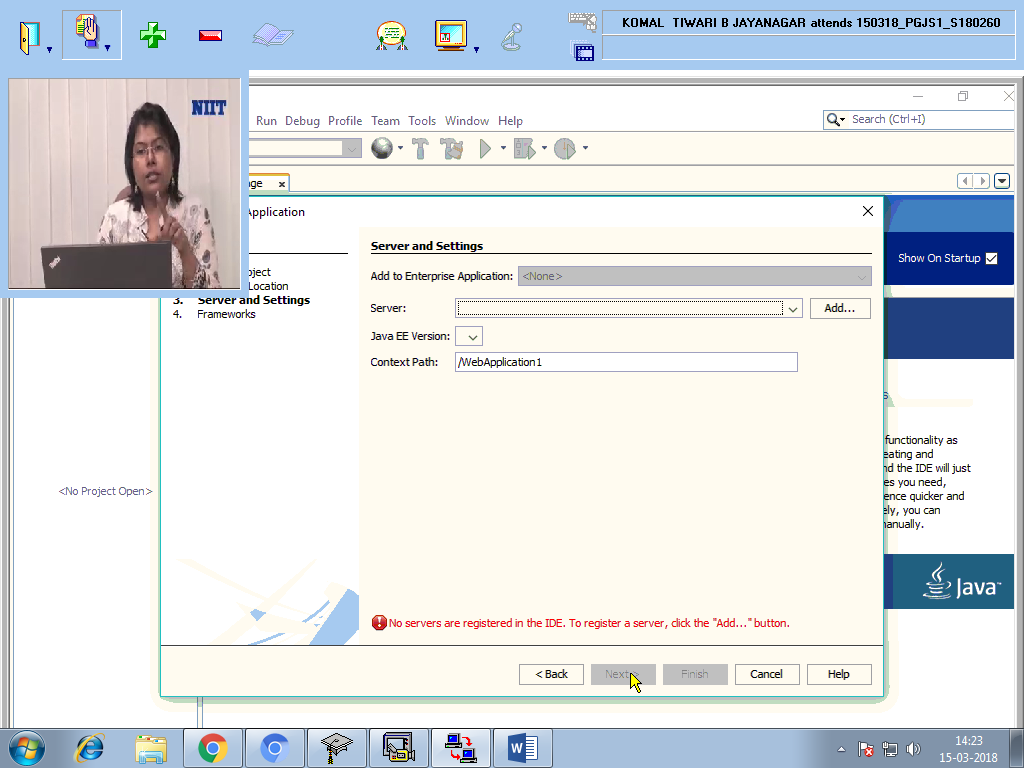 KOMAL TIWARI B JAYANAGAR attends 150318_PGJS1_S180260
NIIT
Run Debug Profile Team Tools Window Help
Search (Ctrl+I)
ge x
Application
Show On Startup
Server and Settings
Add to Enterprise Application: <None>
oject
Location
3. Server and Settings
4. Frameworks
Server:
Add...
Java EE Version:
Context Path: /WebApplication1
s
functionality as
eating and
nd the IDE will just
es you need,
ence quicker and
ely, you can
manually.
<No Project Open>
Java
No servers are registered in the IDE. To register a server, click the "Add..." button.
< Back Next > Finish Cancel Help
14:23
15-03-2018